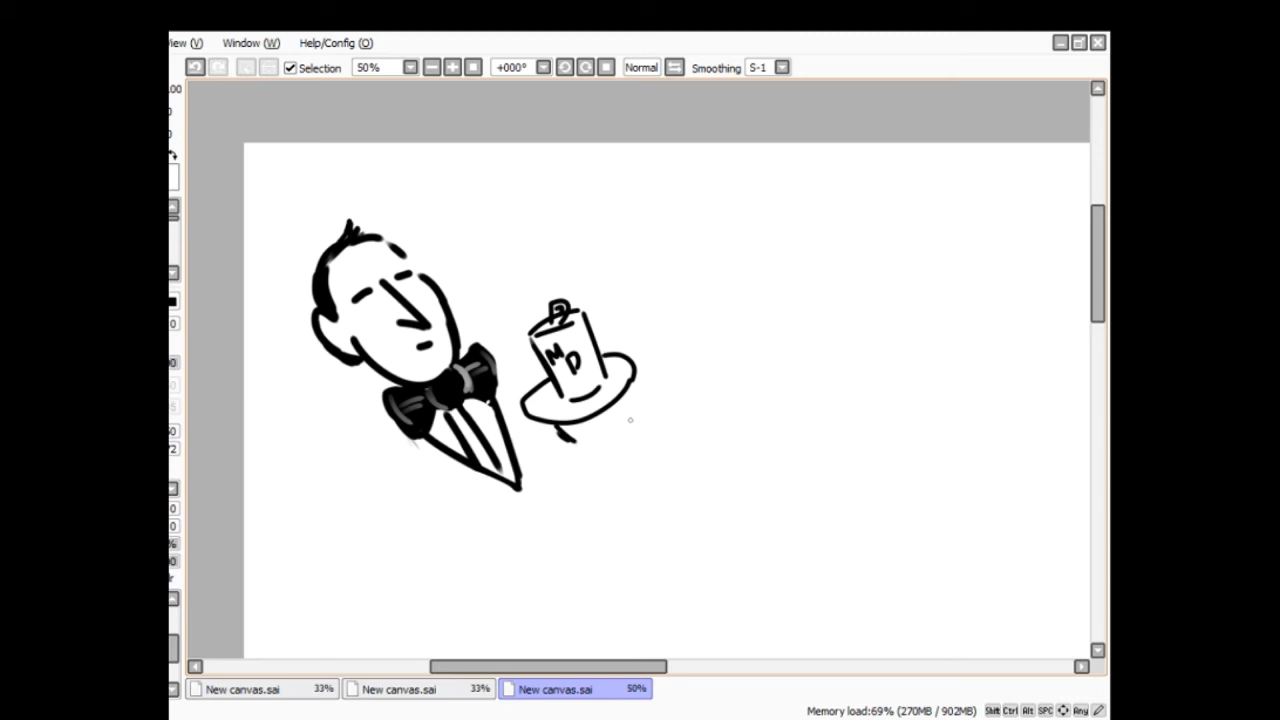 View (V) Window (W) Help/Config (O)
Selection 50% +000° Normal Smoothing S-1
MD
New canvas.sai 33% New canvas.sai 33% New canvas.sai 50%
Memory load:69% (270MB / 902MB) Shift Ctrl Alt SPC Any